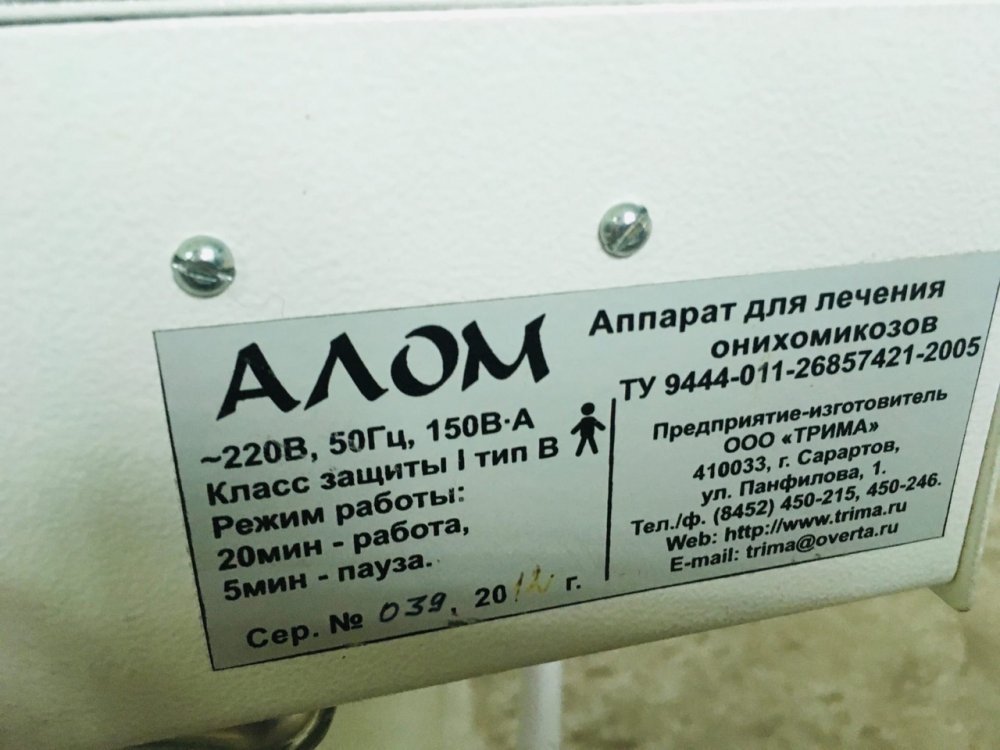 АЛОМ
~220В, 50Гц, 150В·А
Класс защиты I тип В
Режим работы:
20мин - работа,
5мин - пауза.
Сер. № 039, 2012 г.
Аппарат для лечения
онихомикозов
ТУ 9444-011-26857421-2005
Предприятие-изготовитель
ООО «ТРИМА»
410033, г. Сарартов,
ул. Панфилова, 1.
Тел./ф. (8452) 450-215, 450-246.
Web: http://www.trima.ru
E-mail: trima@overta.ru